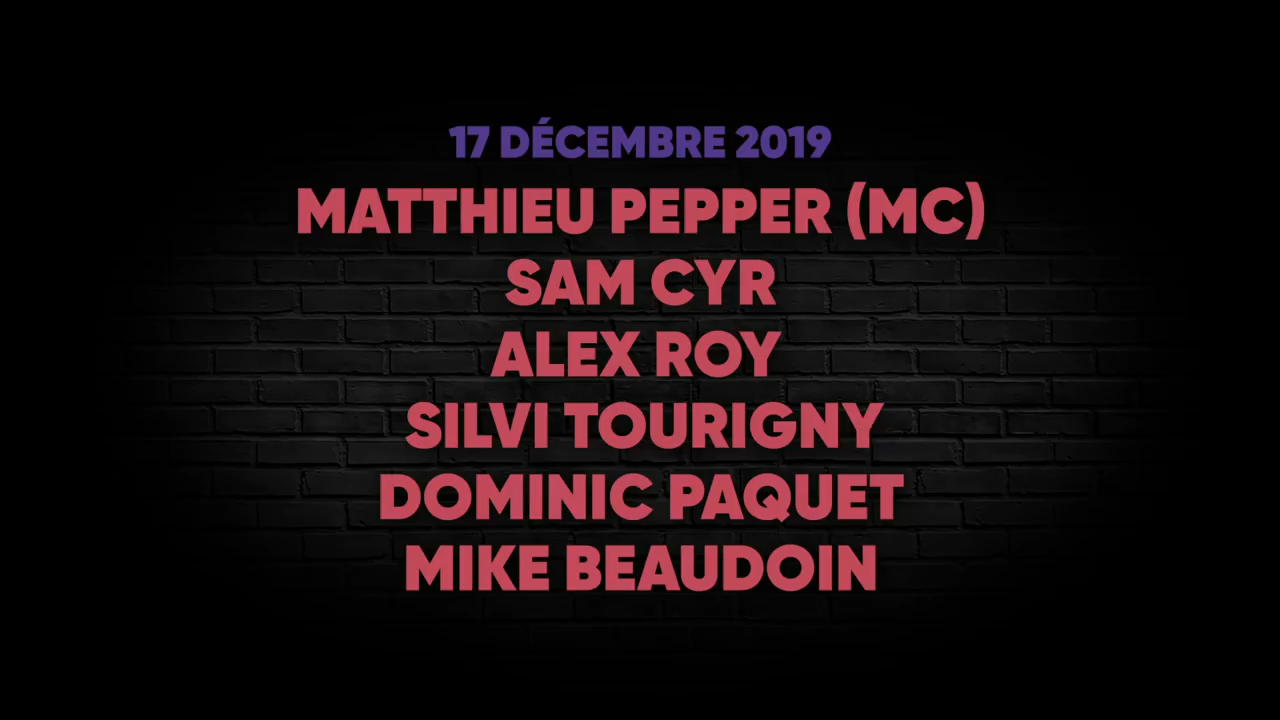 17 DÉCEMBRE 2019
MATTHIEU PEPPER (MC)
SAM CYR
ALEX ROY
SILVI TOURIGNY
DOMINIC PAQUET
MIKE BEAUDOIN